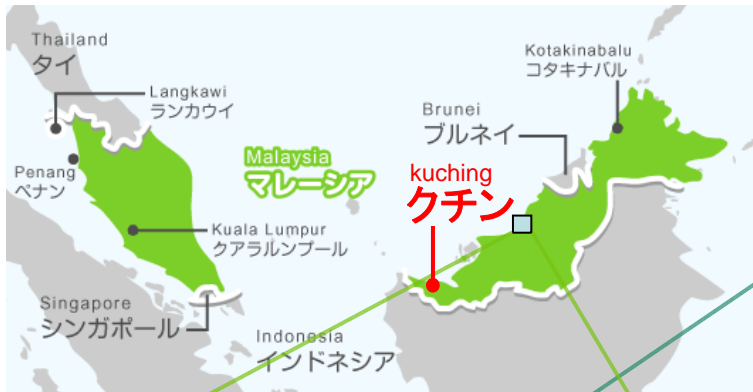 Thailand
タイ
Langkawi
ランカウイ
Penang
ペナン
Malaysia
マレーシア
Kuala Lumpur
クアラルンプール
Singapore
シンガポール
Indonesia
インドネシア
Kotakinabalu
コタキナバル
Brunei
ブルネイ
kuching
クチン